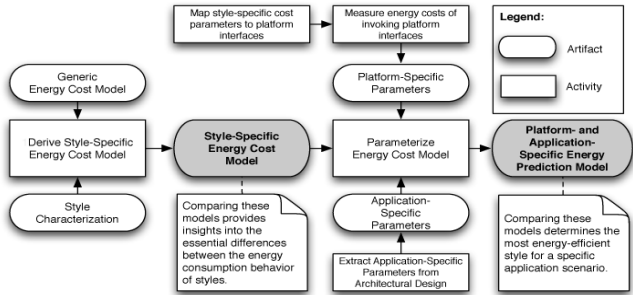 Map style-specific cost
parameters to platform
interfaces
Measure energy costs of
invoking platform
interfaces
Legend:
Artifact
Activity
Generic
Energy Cost Model
Platform-Specific
Parameters
Derive Style-Specific
Energy Cost Model
Style-Specific
Energy Cost
Model
Parameterize
Energy Cost Model
Platform- and
Application-
Specific Energy
Prediction Model
Style
Characterization
Application-
Specific
Parameters
Comparing these
models provides
insights into the
essential differences
between the energy
consumption behavior
of styles.
Extract Application-Specific
Parameters from
Architectural Design
Comparing these
models determines the
most energy-efficient
style for a specific
application scenario.